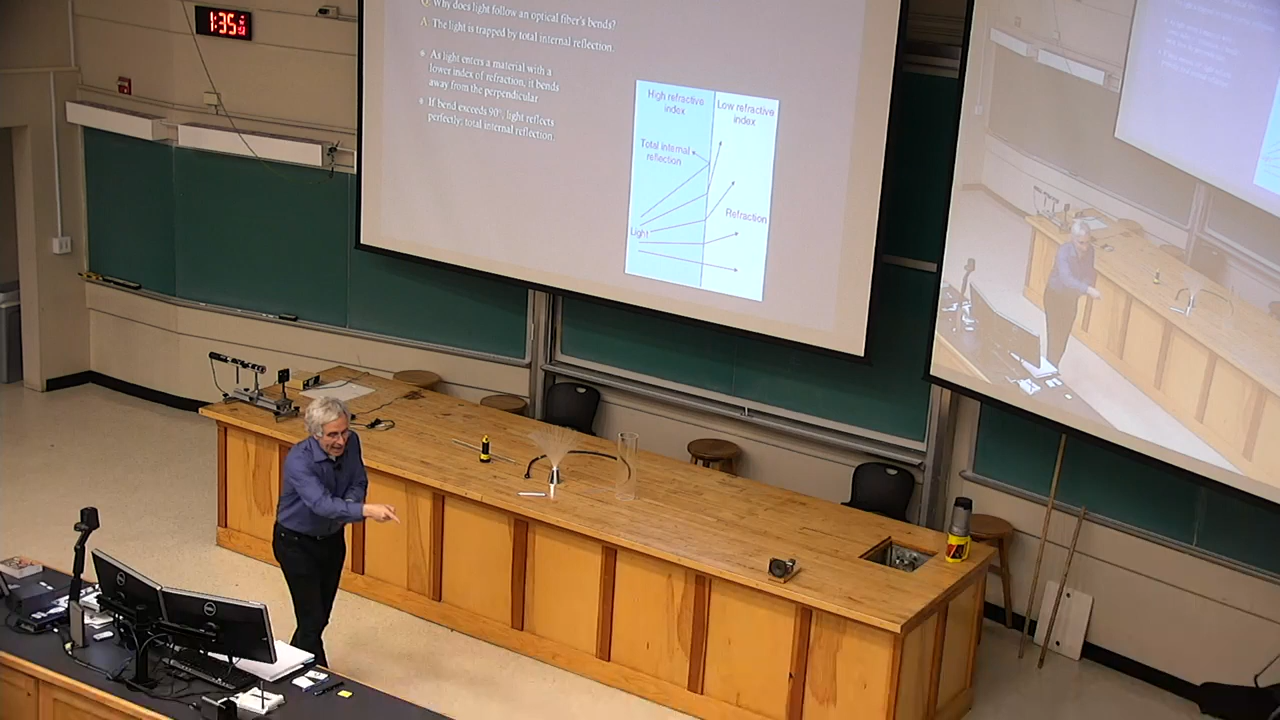 1:35
Q: Why does light follow an optical fiber's bends?
A: The light is trapped by total internal reflection.
As light enters a material with a
lower index of refraction, it bends
away from the perpendicular
If bend exceeds 90°, light reflects
perfectly: total internal reflection.
High refractive
index
Low refractive
index
Total internal
reflection
Light
Refraction
DELL
DELL